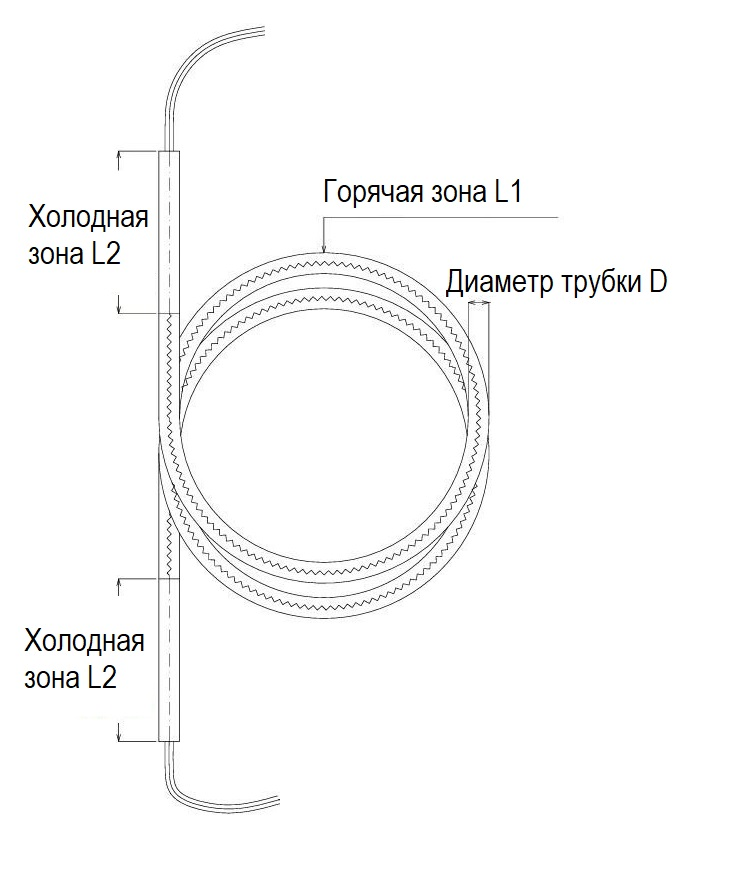 Горячая зона L1
Холодная
зона L2
Диаметр трубки D
Холодная
зона L2